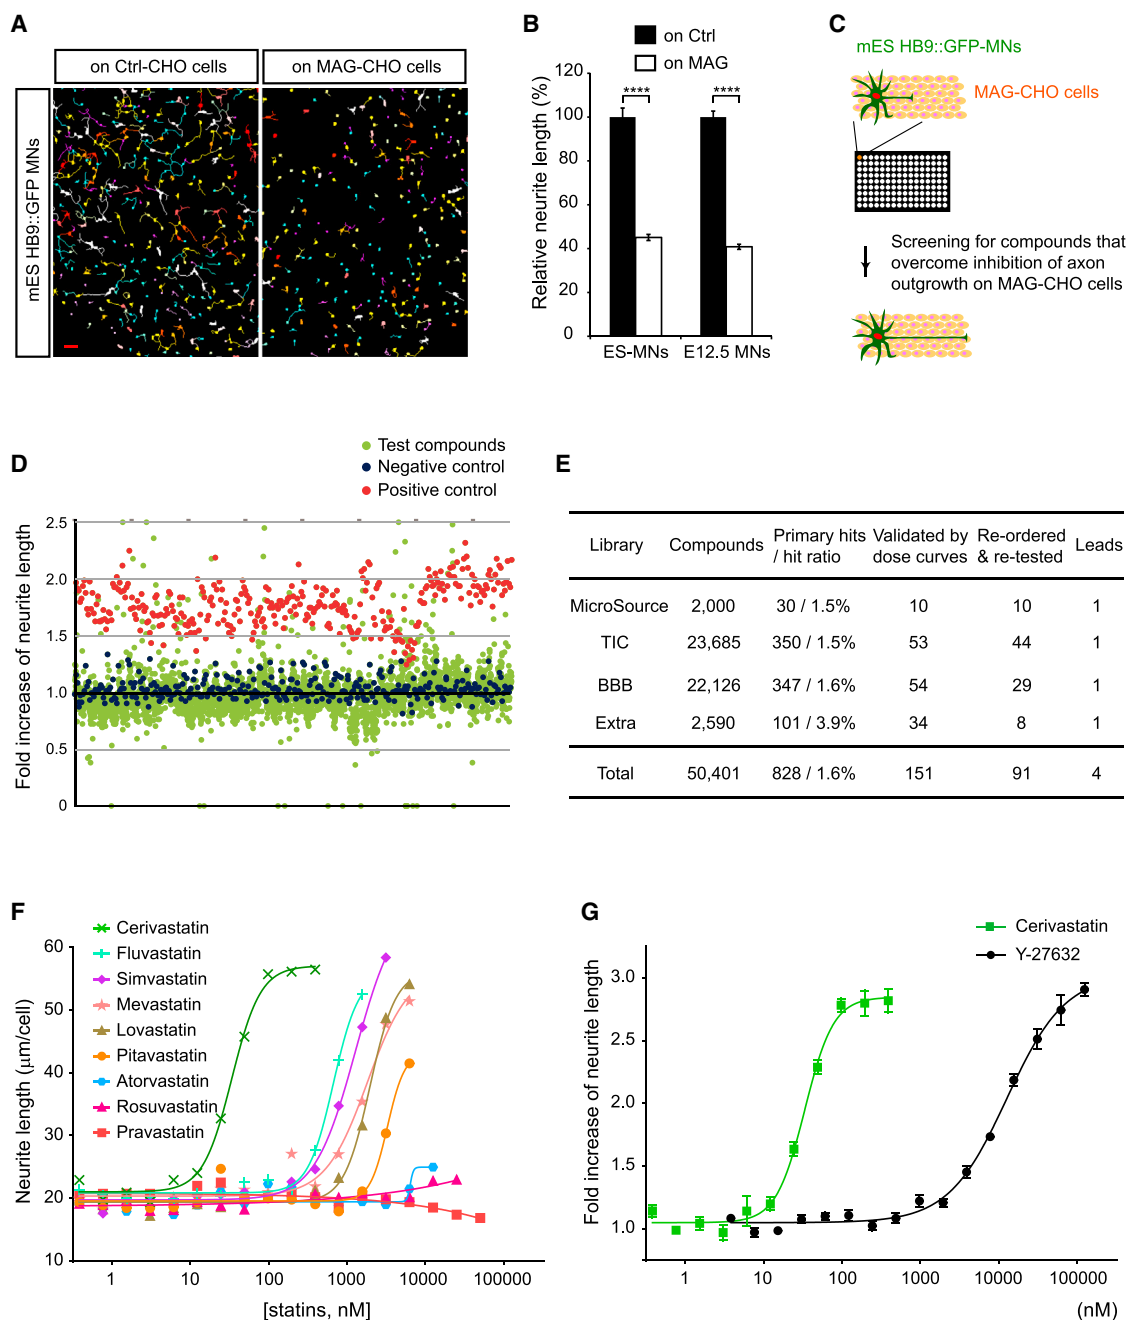 A
on Ctrl-CHO cells
on MAG-CHO cells
mES HB9::GFP MNs
B
on Ctrl
on MAG
Relative neurite length (%)
120
100
80
60
40
20
0
****
****
ES-MNs
E12.5 MNs
C
mES HB9::GFP-MNs
MAG-CHO cells
Screening for compounds that
overcome inhibition of axon
outgrowth on MAG-CHO cells
D
Test compounds
Negative control
Positive control
Fold increase of neurite length
2.5
2.0
1.5
1.0
0.5
0
E
Library Compounds Primary hits / hit ratio Validated by dose curves Re-ordered & re-tested Leads
MicroSource 2,000 30 / 1.5% 10 10 1
TIC 23,685 350 / 1.5% 53 44 1
BBB 22,126 347 / 1.6% 54 29 1
Extra 2,590 101 / 3.9% 34 8 1
Total 50,401 828 / 1.6% 151 91 4
F
Cerivastatin
Fluvastatin
Simvastatin
Mevastatin
Lovastatin
Pitavastatin
Atorvastatin
Rosuvastatin
Pravastatin
Neurite length (μm/cell)
60
50
40
30
20
10
1 10 100 1000 10000 100000
[statins, nM]
G
Cerivastatin
Y-27632
Fold increase of neurite length
3.0
2.5
2.0
1.5
1.0
1 10 100 1000 10000 100000
(nM)